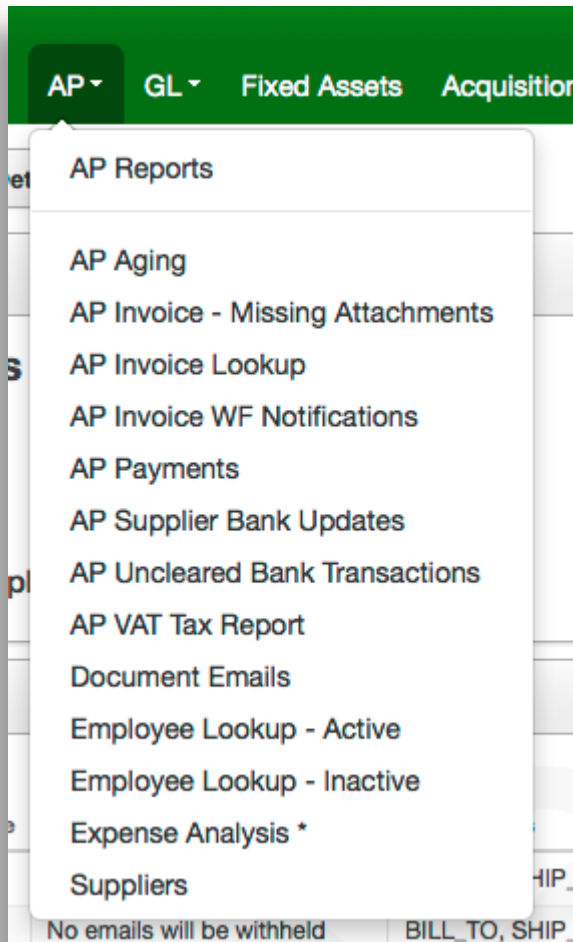 AP GL Fixed Assets Acquisition
AP Reports
AP Aging
AP Invoice - Missing Attachments
AP Invoice Lookup
AP Invoice WF Notifications
AP Payments
AP Supplier Bank Updates
AP Uncleared Bank Transactions
AP VAT Tax Report
Document Emails
Employee Lookup - Active
Employee Lookup - Inactive
Expense Analysis *
Suppliers
HIP_
No emails will be withheld BILL_TO, SHIP_